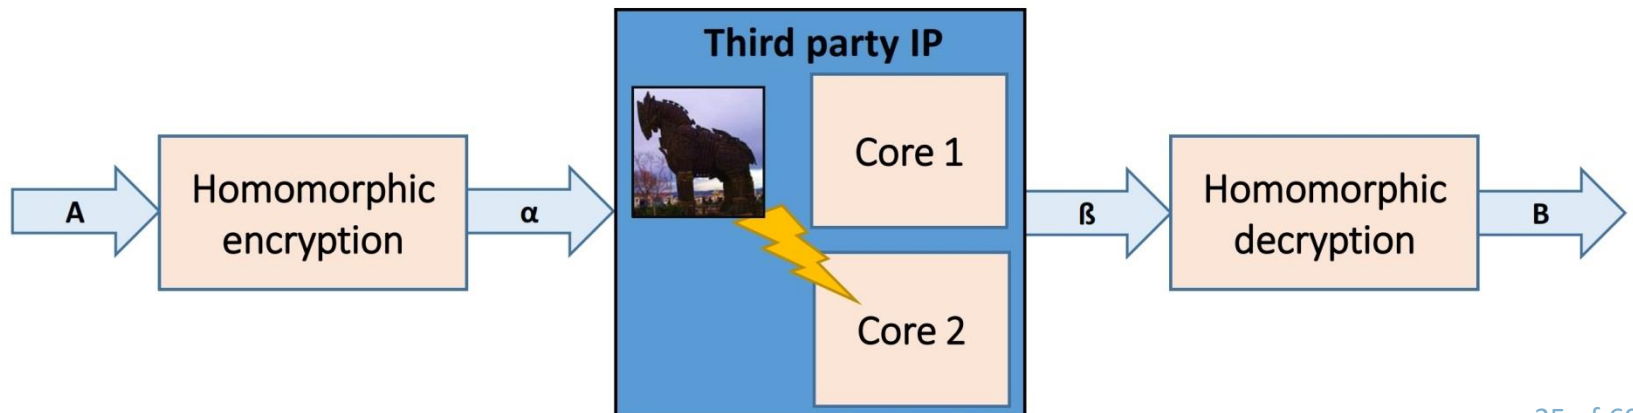 Third party IP
Core 1
A
Homomorphic
encryption
α
ß
Homomorphic
decryption
B
Core 2